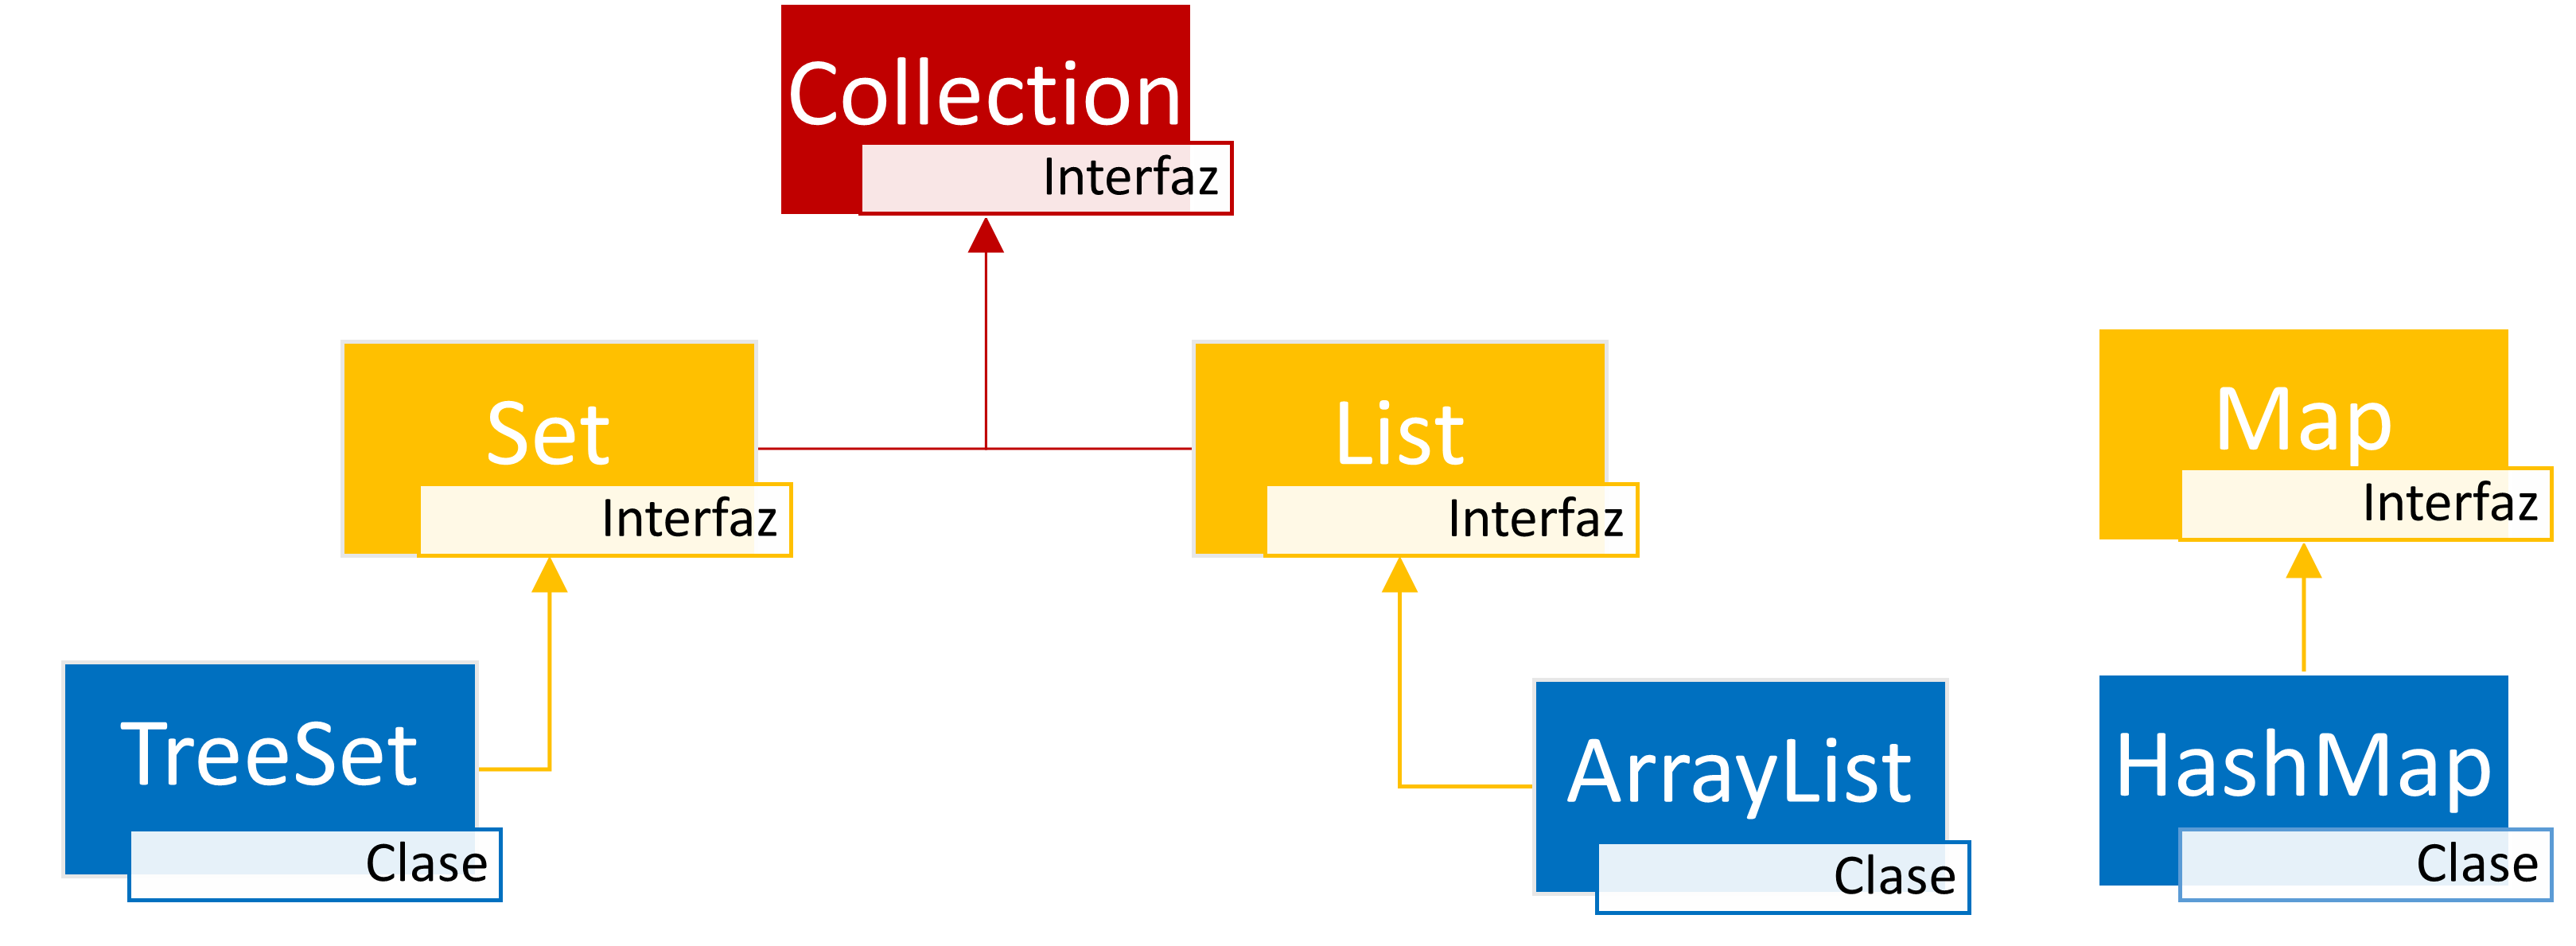 Collection
Interfaz
Set
Interfaz
List
Interfaz
Map
Interfaz
TreeSet
Clase
ArrayList
Clase
HashMap
Clase